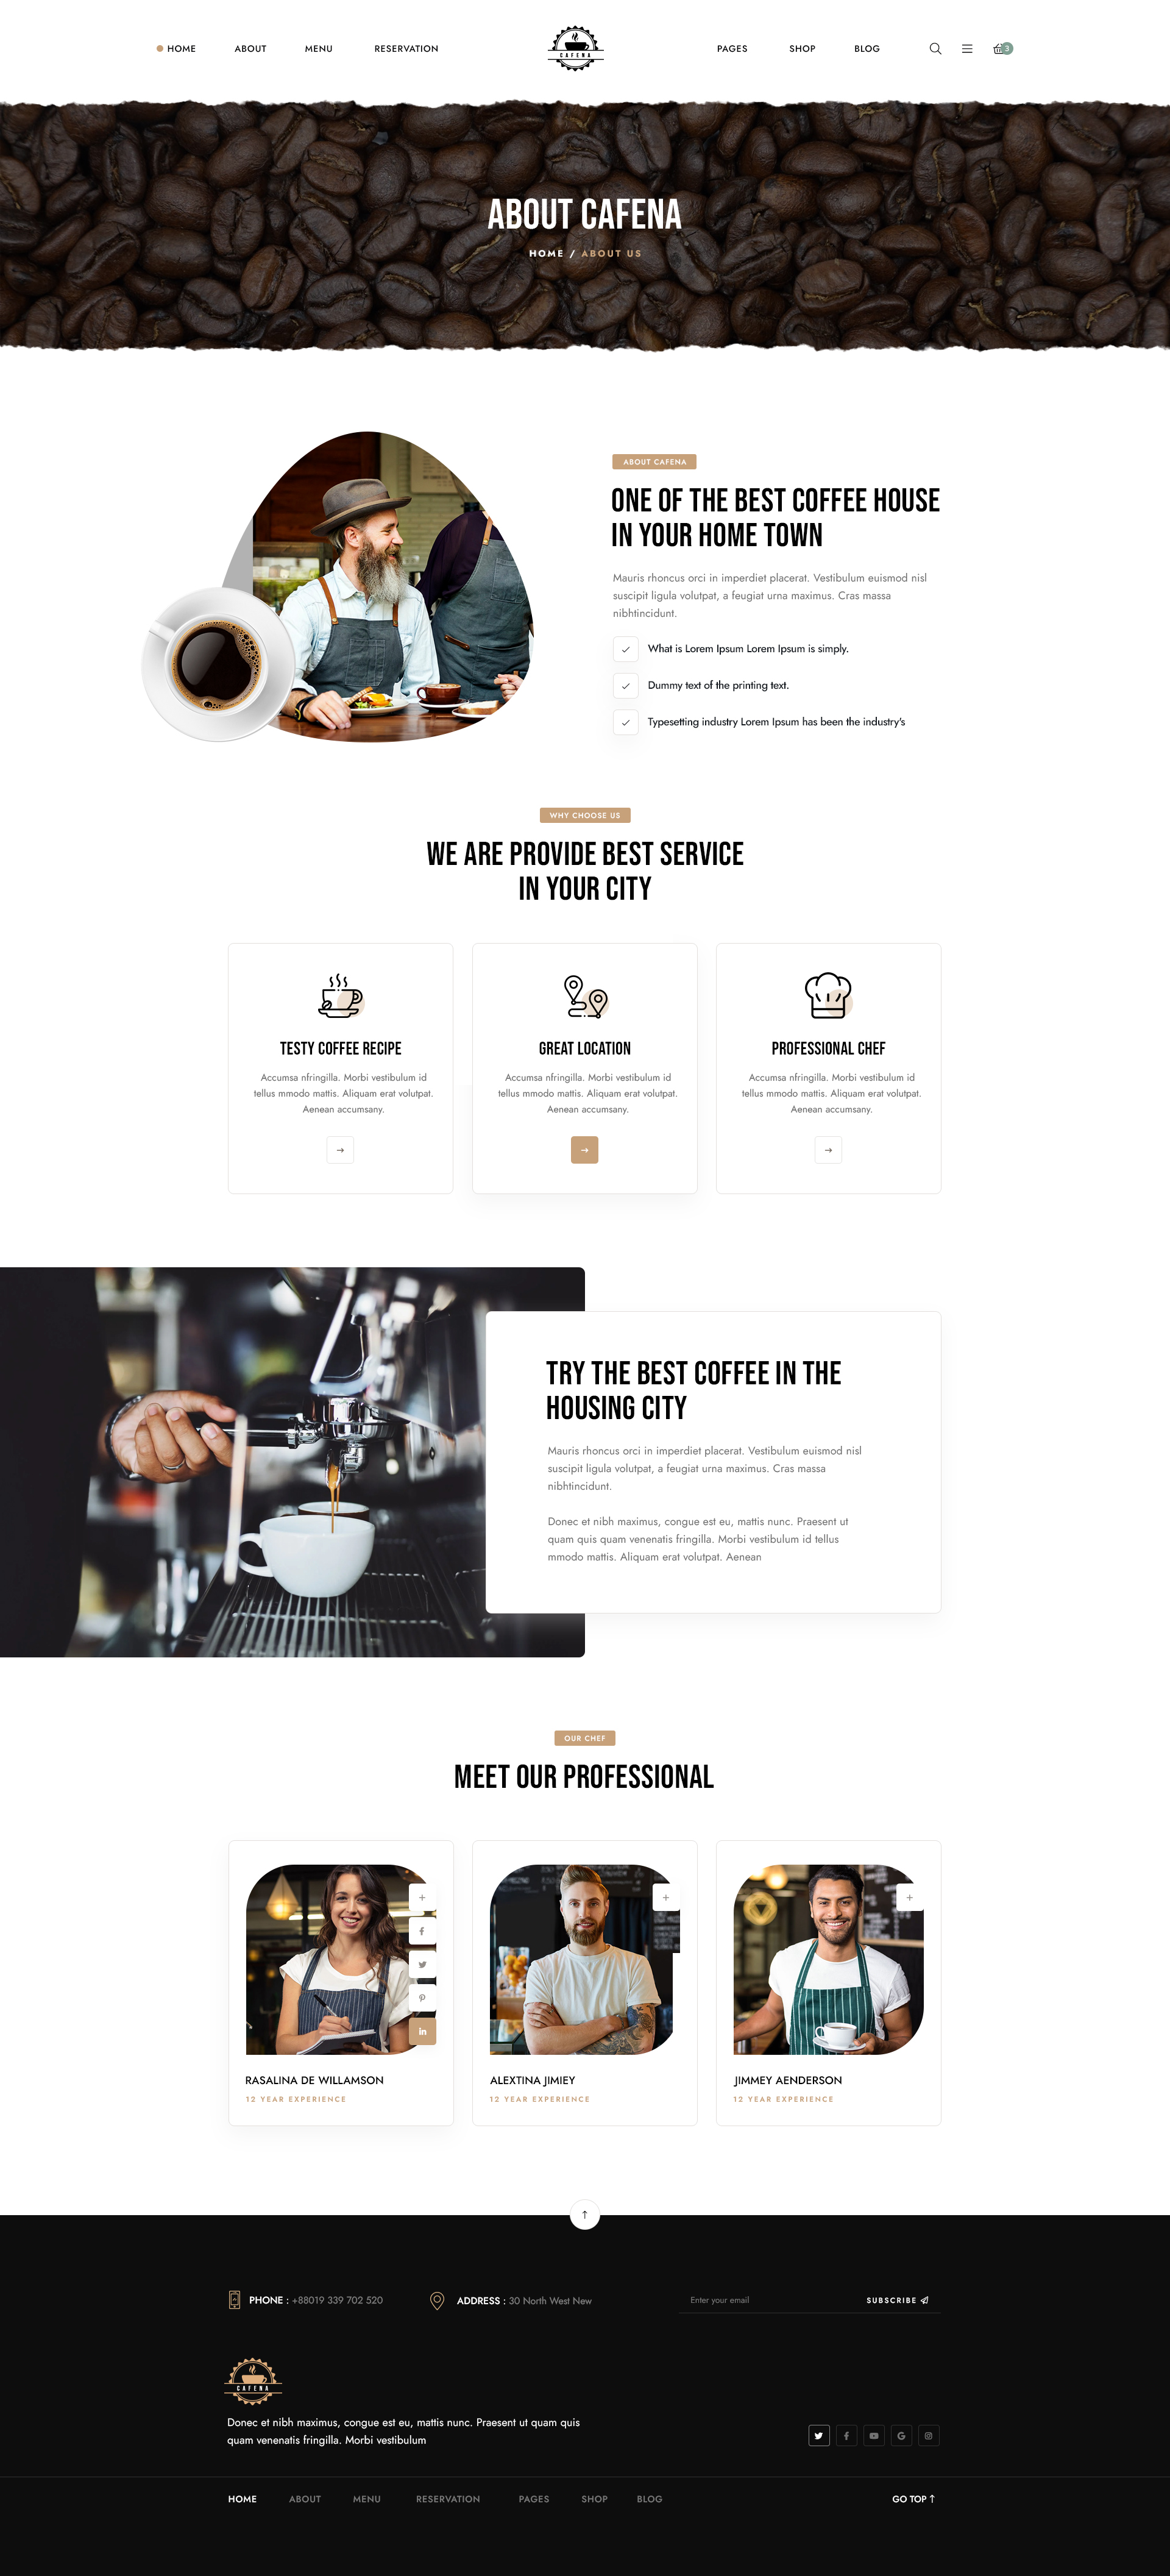 HOME ABOUT MENU RESERVATION CAFENA PAGES SHOP BLOG 3
ABOUT CAFENA
HOME / ABOUT US
ABOUT CAFENA
ONE OF THE BEST COFFEE HOUSE
IN YOUR HOME TOWN
Mauris rhoncus orci in imperdiet placerat. Vestibulum euismod nisl
suscipit ligula volutpat, a feugiat urna maximus. Cras massa
nibhtincidunt.
What is Lorem Ipsum Lorem Ipsum is simply.
Dummy text of the printing text.
Typesetting industry Lorem Ipsum has been the industry's
WHY CHOOSE US
WE ARE PROVIDE BEST SERVICE
IN YOUR CITY
TESTY COFFEE RECIPE
Accumsa nfringilla. Morbi vestibulum id
tellus mmodo mattis. Aliquam erat volutpat.
Aenean accumsany.
GREAT LOCATION
Accumsa nfringilla. Morbi vestibulum id
tellus mmodo mattis. Aliquam erat volutpat.
Aenean accumsany.
PROFESSIONAL CHEF
Accumsa nfringilla. Morbi vestibulum id
tellus mmodo mattis. Aliquam erat volutpat.
Aenean accumsany.
TRY THE BEST COFFEE IN THE
HOUSING CITY
Mauris rhoncus orci in imperdiet placerat. Vestibulum euismod nisl
suscipit ligula volutpat, a feugiat urna maximus. Cras massa
nibhtincidunt.
Donec et nibh maximus, congue est eu, mattis nunc. Praesent ut
quam quis quam venenatis fringilla. Morbi vestibulum id tellus
mmodo mattis. Aliquam erat volutpat. Aenean
OUR CHEF
MEET OUR PROFESSIONAL
RASALINA DE WILLAMSON
12 YEAR EXPERIENCE
ALEXTINA JIMIEY
12 YEAR EXPERIENCE
JIMMEY AENDERSON
12 YEAR EXPERIENCE
PHONE : +88019 339 702 520
ADDRESS : 30 North West New
Enter your email
SUBSCRIBE
CAFENA
Donec et nibh maximus, congue est eu, mattis nunc. Praesent ut quam quis
quam venenatis fringilla. Morbi vestibulum
HOME ABOUT MENU RESERVATION PAGES SHOP BLOG
GO TOP